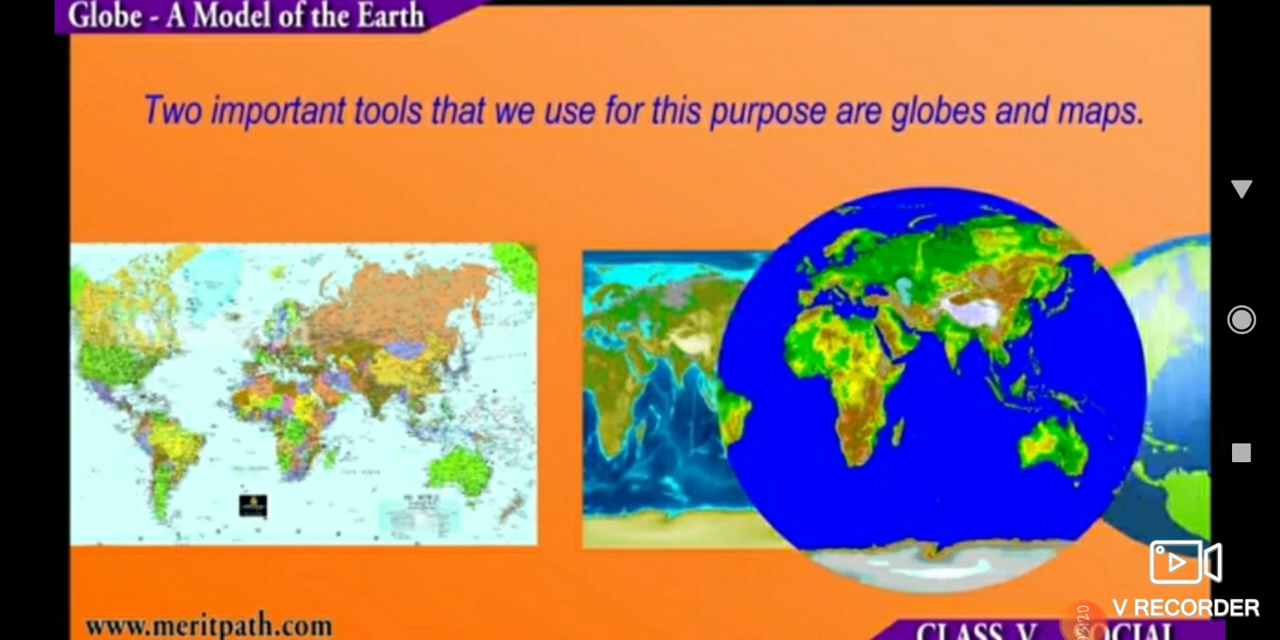 Globe - A Model of the Earth
Two important tools that we use for this purpose are globes and maps.
www.meritpath.com
CLASS V
V RECORDER